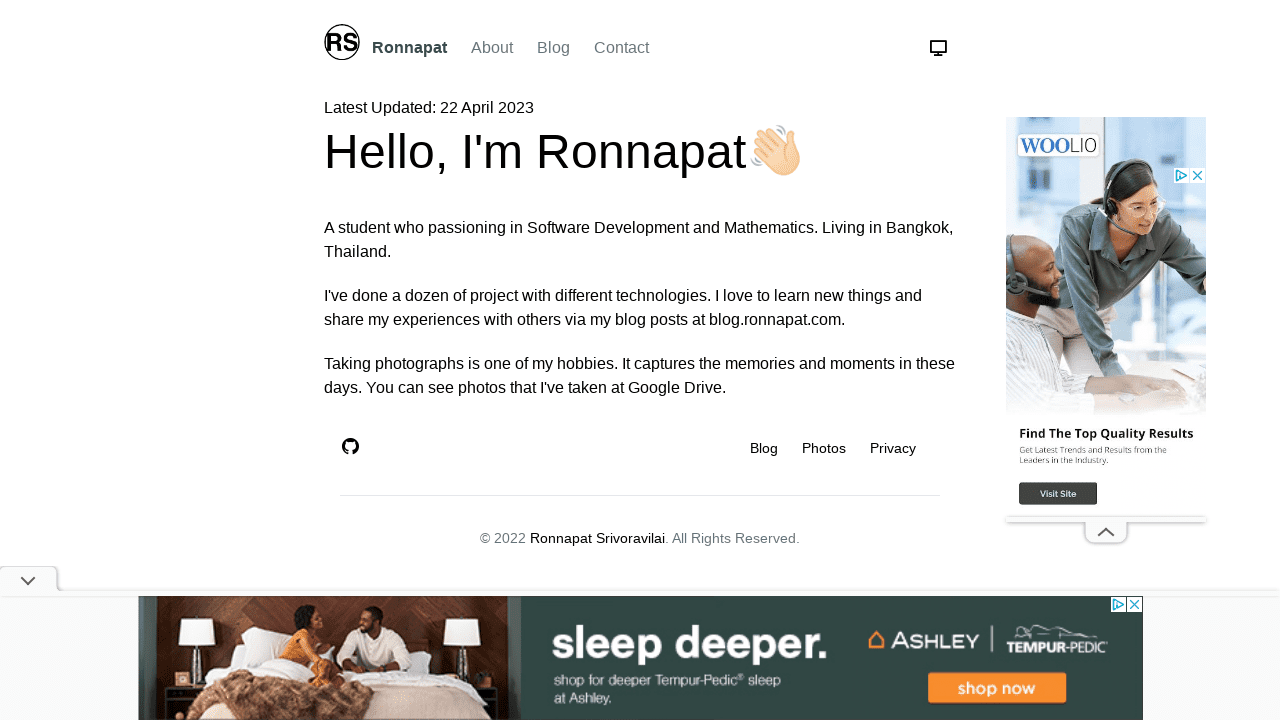 RS
Ronnapat About Blog Contact
Latest Updated: 22 April 2023
Hello, I'm Ronnapat👋🏻
A student who passioning in Software Development and Mathematics. Living in Bangkok,
Thailand.
I've done a dozen of project with different technologies. I love to learn new things and
share my experiences with others via my blog posts at blog.ronnapat.com.
Taking photographs is one of my hobbies. It captures the memories and moments in these
days. You can see photos that I've taken at Google Drive.
Blog Photos Privacy
© 2022 Ronnapat Srivoravilai. All Rights Reserved.
WOOLIO
Find The Top Quality Results
Get Latest Trends and Results from the
Leaders in the Industry.
Visit Site
sleep deeper.
shop for deeper Tempur-Pedic® sleep
at Ashley.
ASHLEY
TEMPUR-PEDIC
shop now